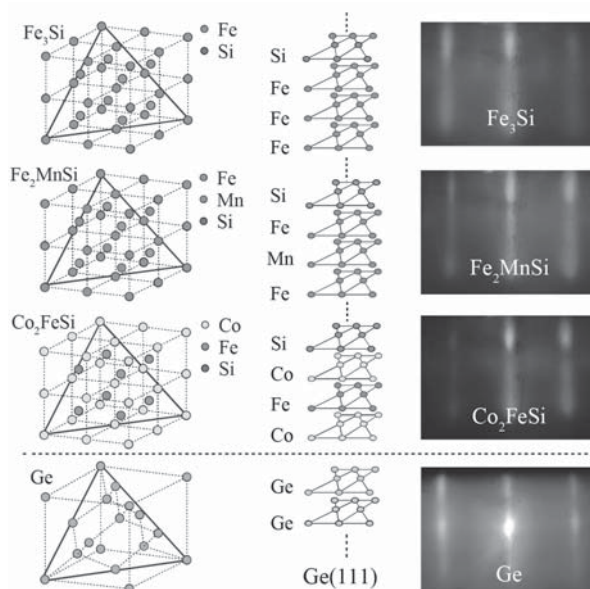 Fe₃Si
Fe
Si
Si
Fe
Fe
Fe
Fe₃Si
Fe₂MnSi
Fe
Mn
Si
Si
Fe
Mn
Fe
Fe₂MnSi
Co₂FeSi
Co
Fe
Si
Si
Co
Fe
Co
Co₂FeSi
Ge
Ge
Ge
Ge(111)
Ge